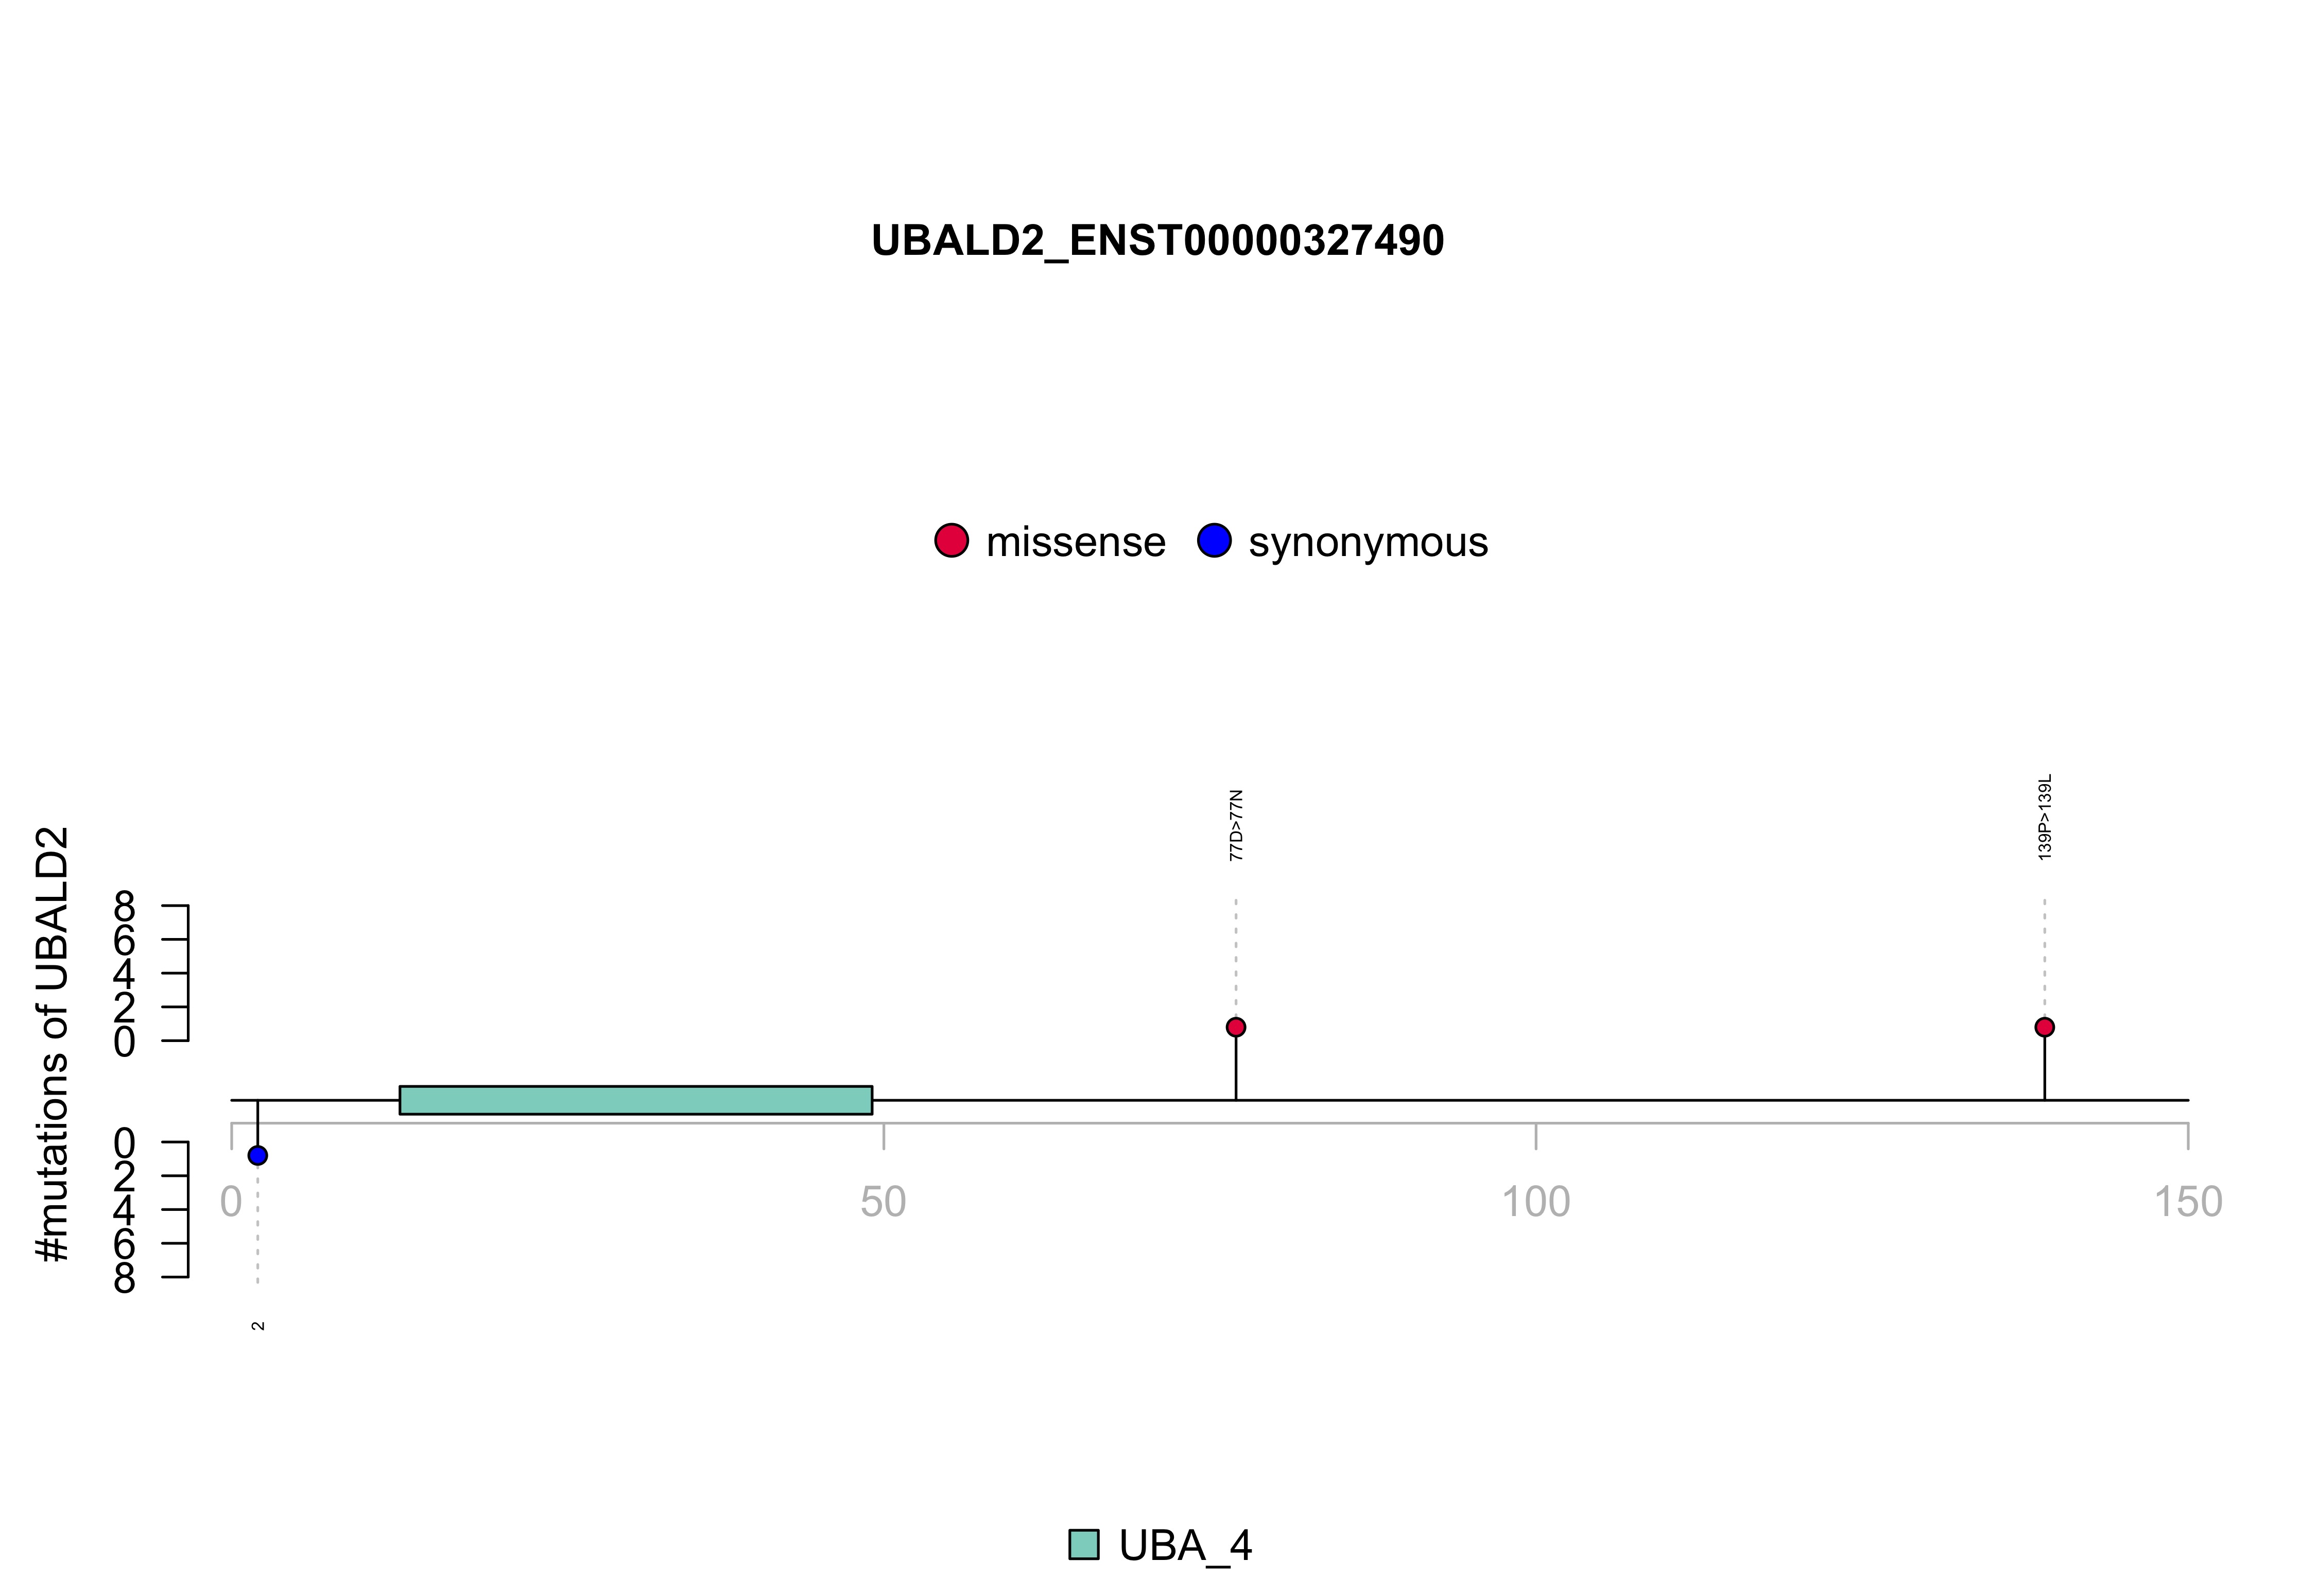 UBALD2_ENST00000327490
missense synonymous
77D>77N
139P>139L
#mutations of UBALD2
8
6
4
2
0
0
2
4
6
8
0 50 100 150
2
UBA_4